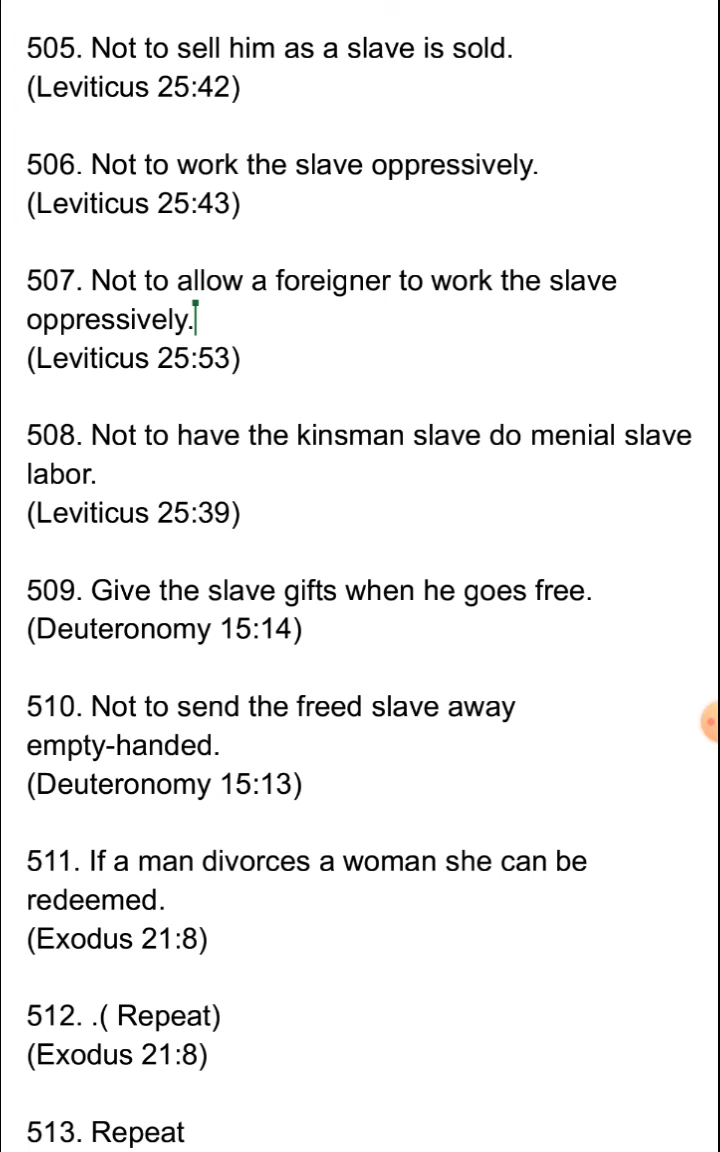 505. Not to sell him as a slave is sold.
(Leviticus 25:42)
506. Not to work the slave oppressively.
(Leviticus 25:43)
507. Not to allow a foreigner to work the slave
oppressively.
(Leviticus 25:53)
508. Not to have the kinsman slave do menial slave
labor.
(Leviticus 25:39)
509. Give the slave gifts when he goes free.
(Deuteronomy 15:14)
510. Not to send the freed slave away
empty-handed.
(Deuteronomy 15:13)
511. If a man divorces a woman she can be
redeemed.
(Exodus 21:8)
512. .( Repeat)
(Exodus 21:8)
513. Repeat